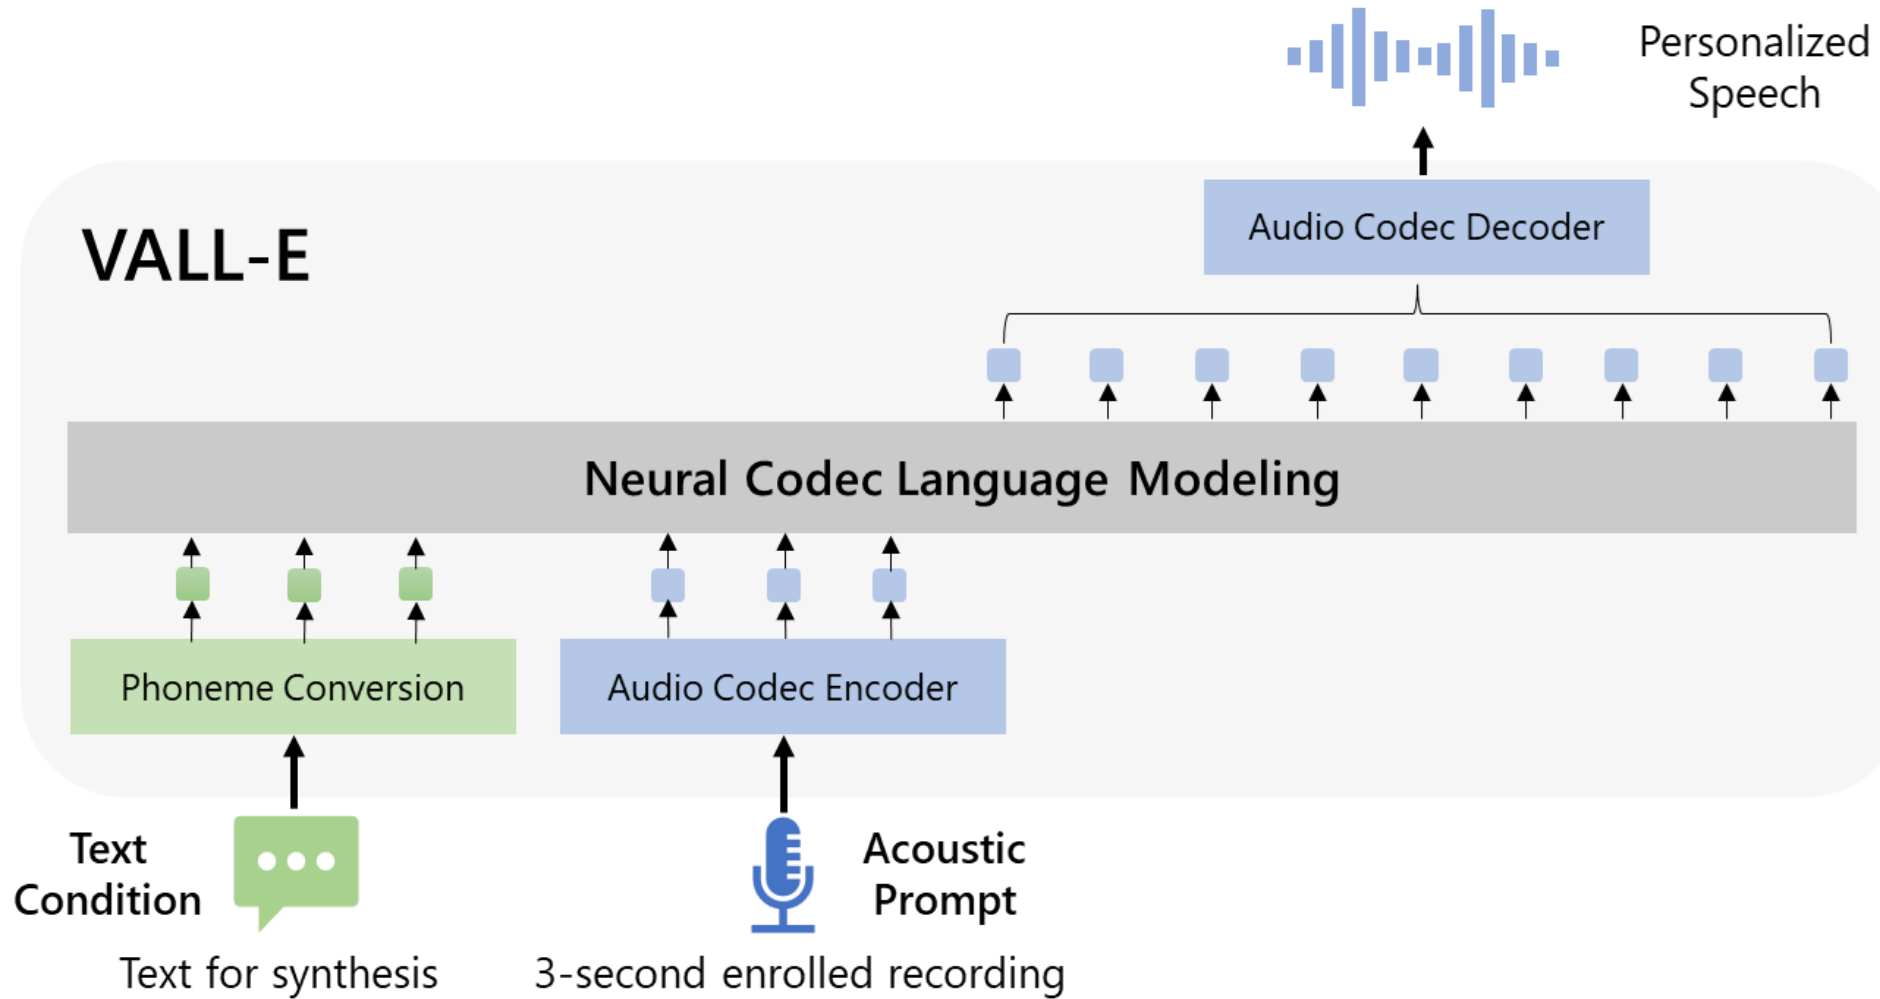 Personalized
Speech
Audio Codec Decoder
VALL-E
Neural Codec Language Modeling
Phoneme Conversion
Audio Codec Encoder
Text
Condition
Acoustic
Prompt
Text for synthesis
3-second enrolled recording